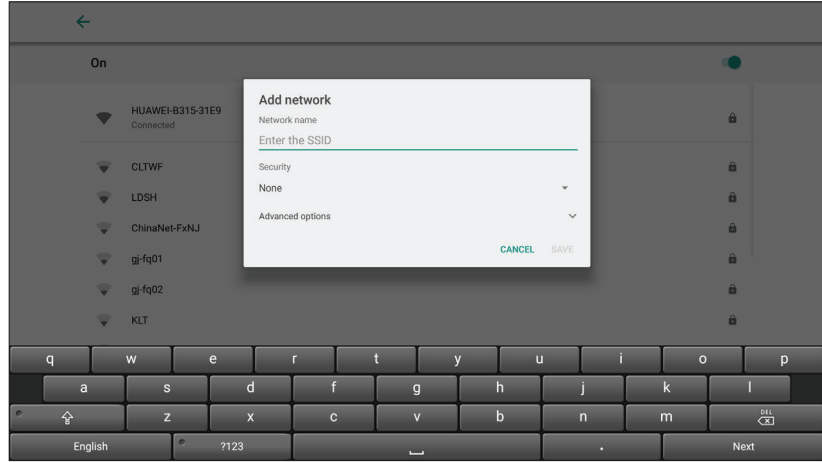 On
HUAWEI-B315-31E9
Connected
CLTWF
LDSH
ChinaNet-FxNJ
gj-fq01
gj-fq02
KLT
Add network
Network name
Enter the SSID
Security
None
Advanced options
CANCEL SAVE
q w e r t y u i o p
a s d f g h j k l
z x c v b n m DEL
English ?123 . Next